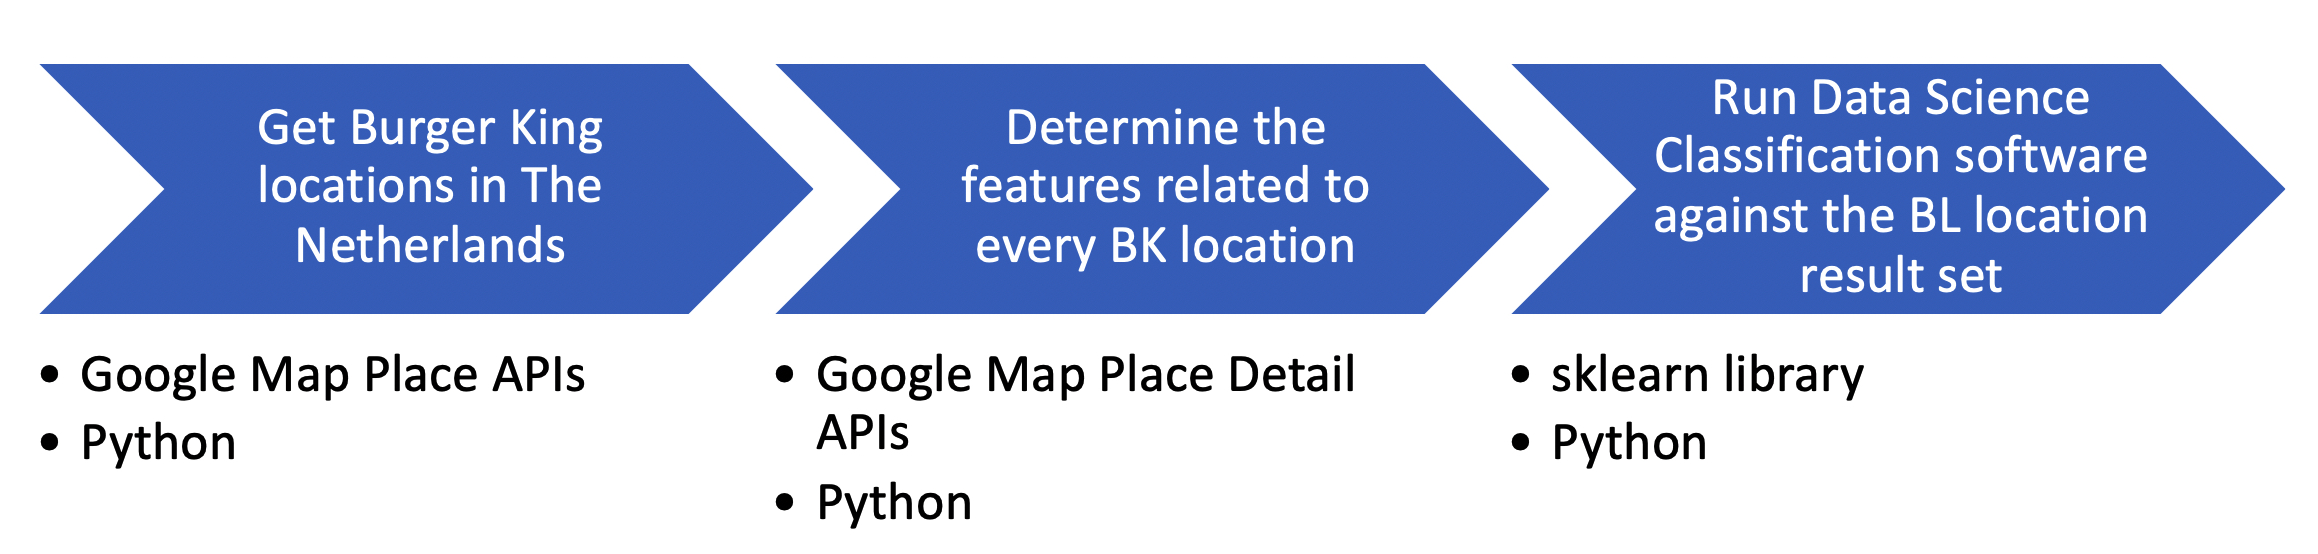 Get Burger King
locations in The
Netherlands
• Google Map Place APIs
• Python
Determine the
features related to
every BK location
• Google Map Place Detail
APIs
• Python
Run Data Science
Classification software
against the BL location
result set
• sklearn library
• Python